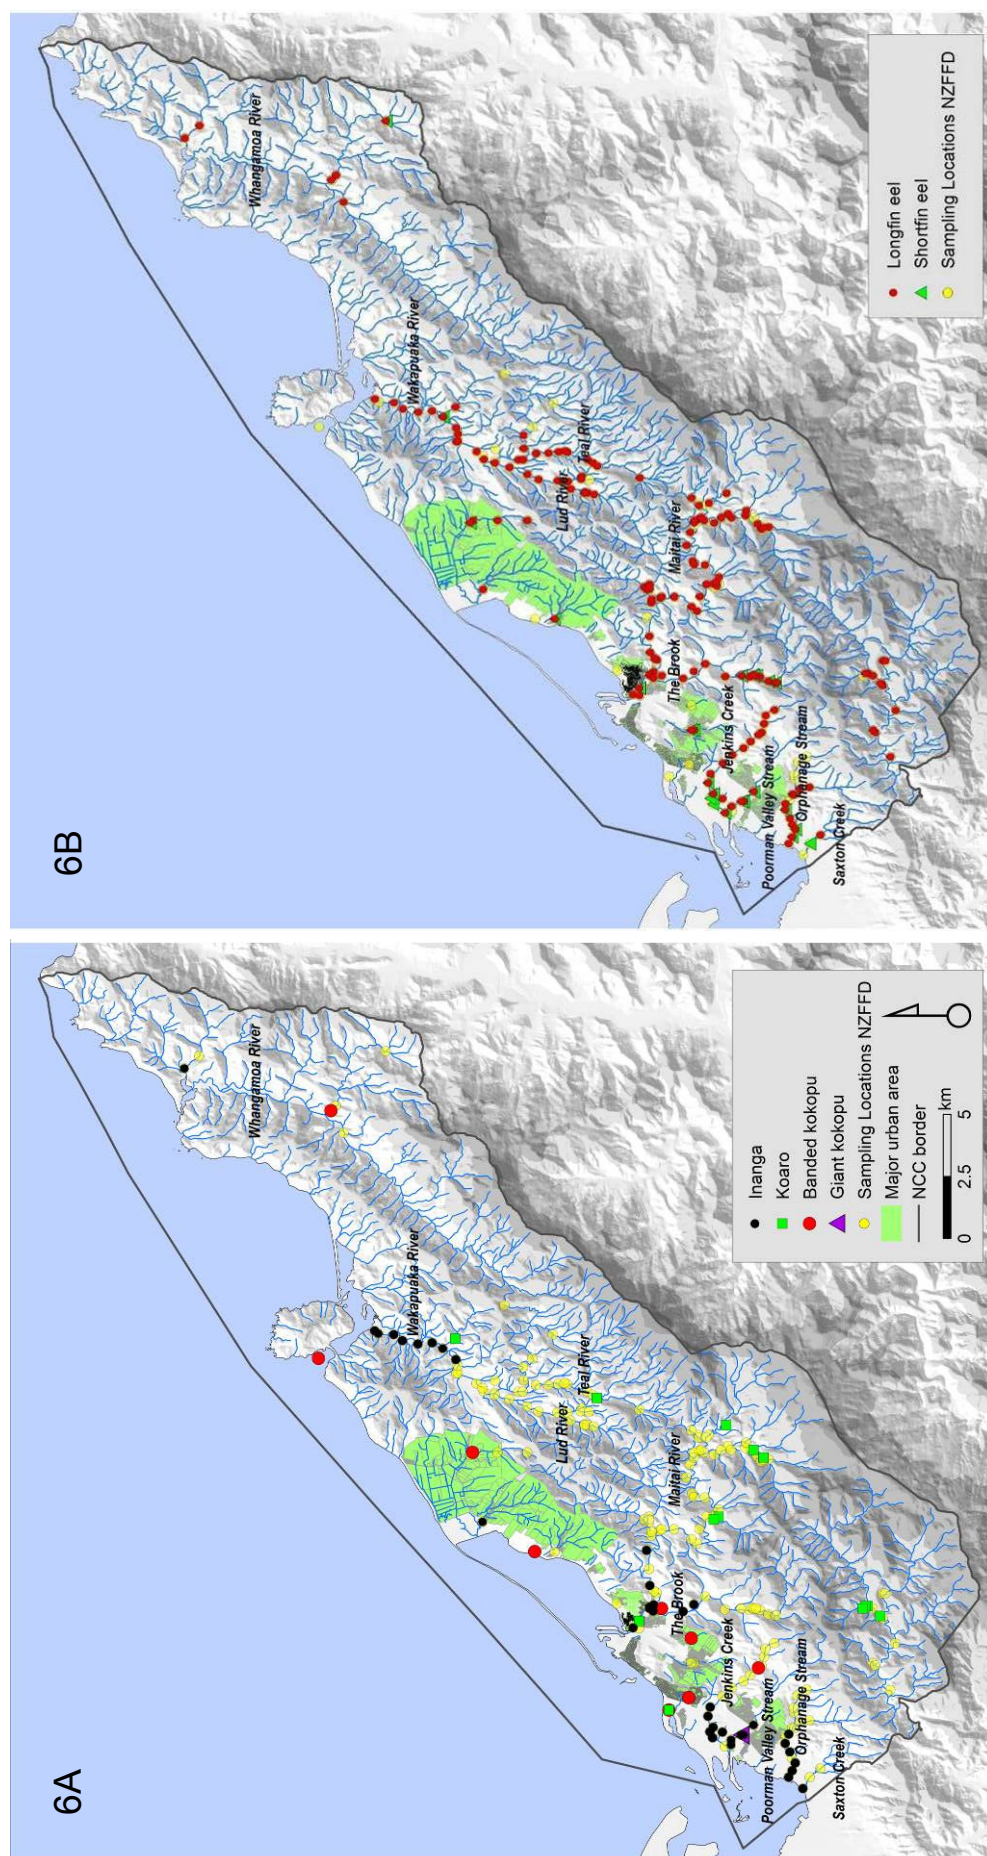 6A
Whangamoa River
Wakapuaka River
Teal River
Lud River
Maitai River
The Brook
Jenkins Creek
Orphanage Stream
Poorman Valley Stream
Saxton Creek
Inanga
Koaro
Banded kokopu
Giant kokopu
Sampling Locations NZFFD
Major urban area
NCC border
0 2.5 5
km
6B
Whangamoa River
Wakapuaka River
Teal River
Lud River
Maitai River
The Brook
Jenkins Creek
Orphanage Stream
Poorman Valley Stream
Saxton Creek
Longfin eel
Shortfin eel
Sampling Locations NZFFD